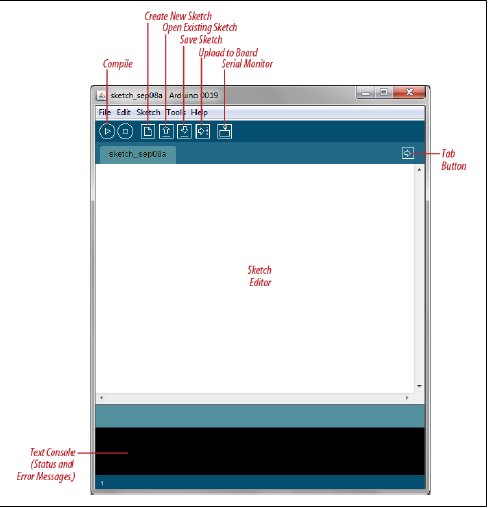 Create New Sketch
Open Existing Sketch
Save Sketch
Upload to Board
Compile
Serial Monitor
sketch_sep08a | Arduino 0019
File Edit Sketch Tools Help
sketch_sep08a
Tab
Button
Sketch
Editor
Text Console
(Status and
Error Messages)
1